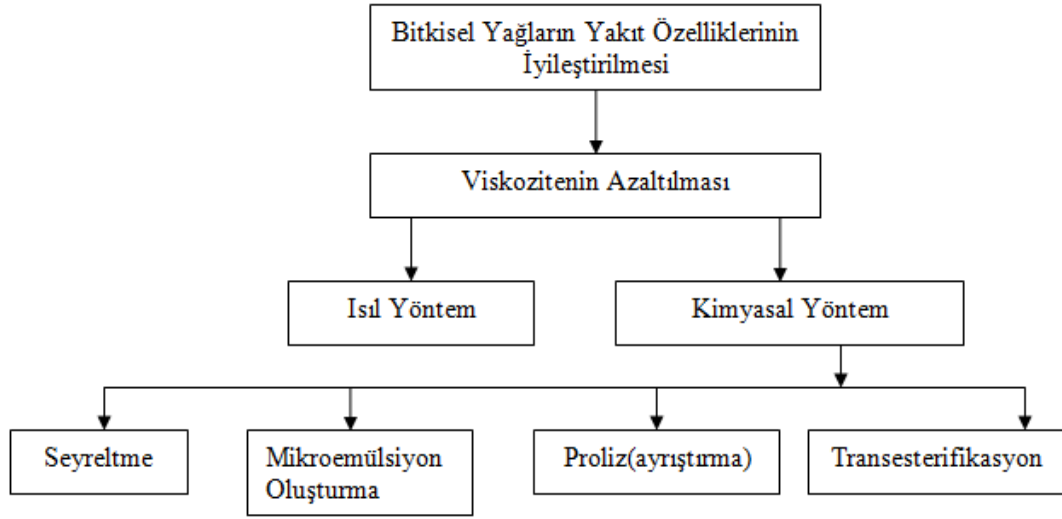 Bitkisel Yağların Yakıt Özelliklerinin
İyileştirilmesi
Viskozitenin Azaltılması
Isıl Yöntem
Kimyasal Yöntem
Seyreltme
Mikroemülsiyon
Oluşturma
Proliz(ayrıştırma)
Transesterifikasyon